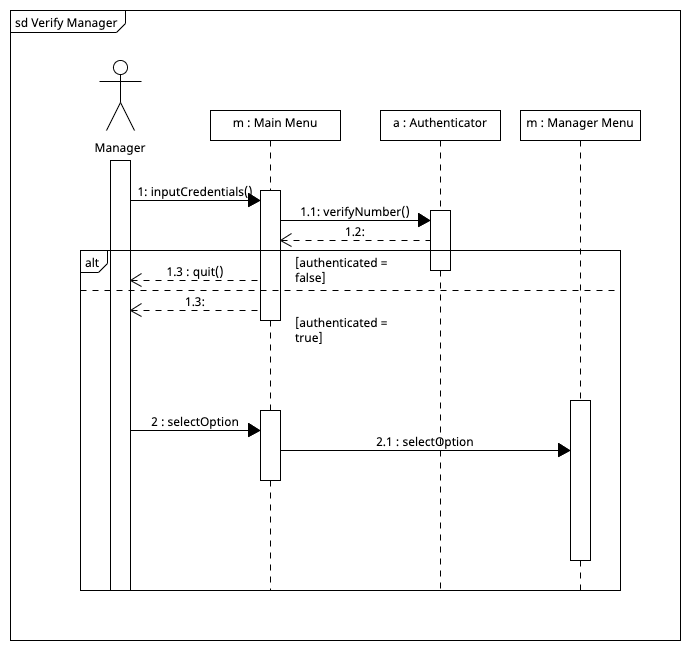 sd Verify Manager
Manager
m : Main Menu
a : Authenticator
m : Manager Menu
1: inputCredentials()
1.1: verifyNumber()
1.2:
alt
[authenticated =
false]
1.3 : quit()
1.3:
[authenticated =
true]
2 : selectOption
2.1 : selectOption